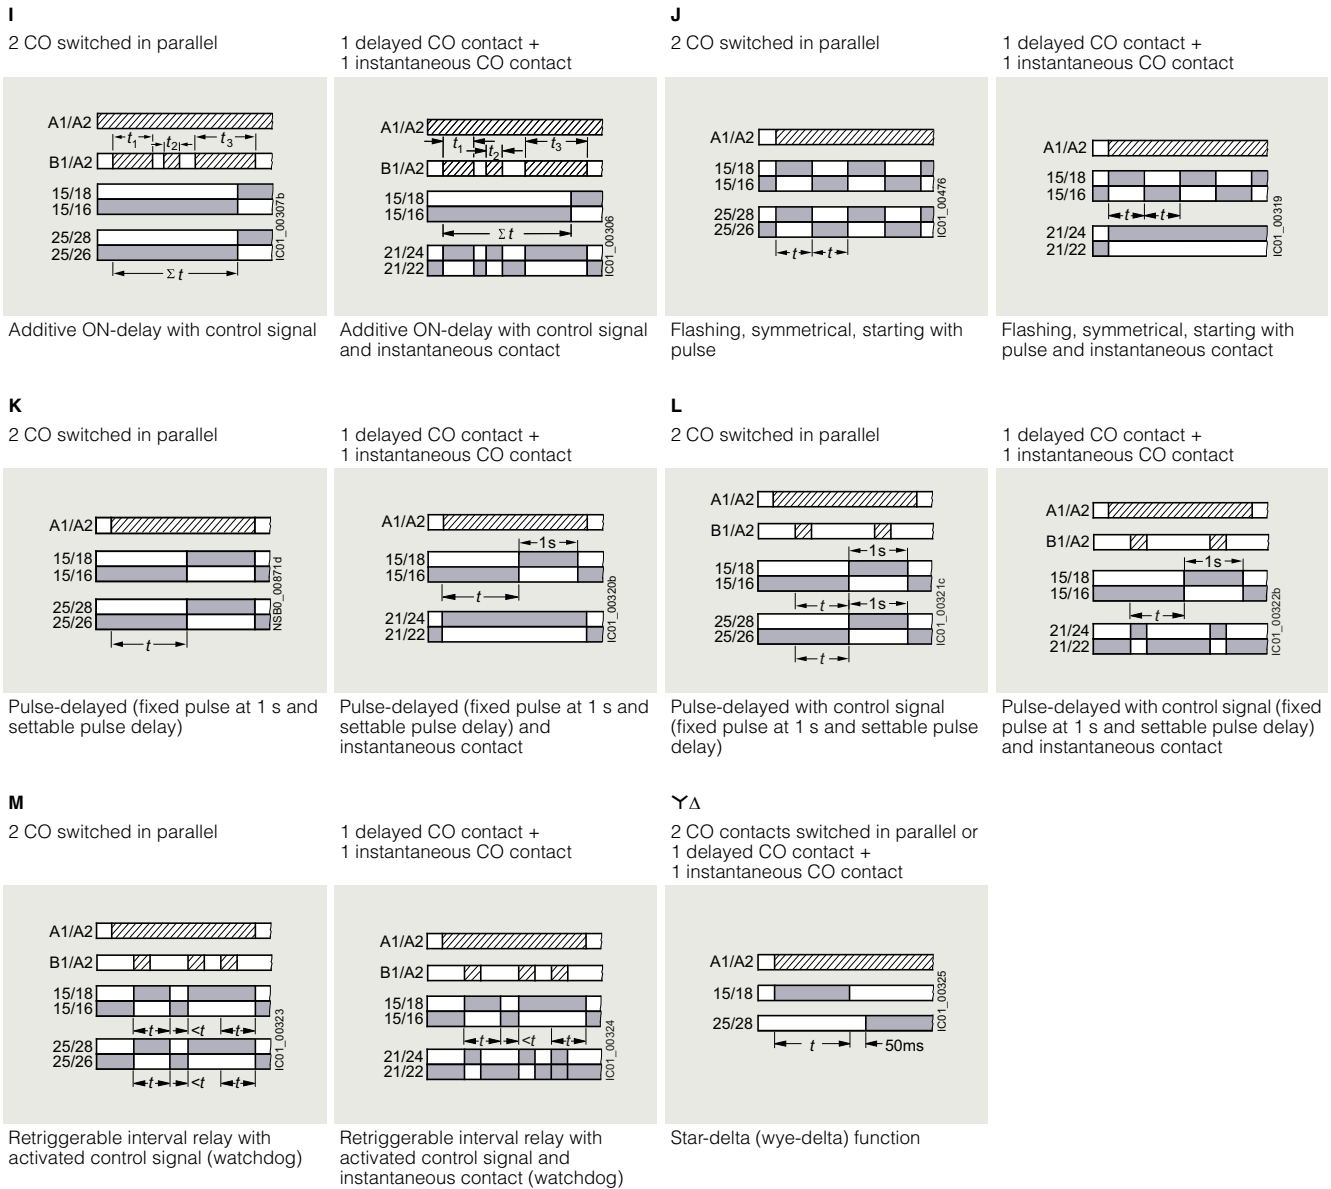 I
2 CO switched in parallel
1 delayed CO contact +
1 instantaneous CO contact
A1/A2
t1
t2
t3
B1/A2
15/18
15/16
25/28
25/26
Σ t
IC01_00307b
A1/A2
t1
t2
t3
B1/A2
15/18
15/16
Σ t
21/24
21/22
IC01_00306
Additive ON-delay with control signal
Additive ON-delay with control signal
and instantaneous contact
J
2 CO switched in parallel
1 delayed CO contact +
1 instantaneous CO contact
A1/A2
15/18
15/16
25/28
25/26
t
t
IC01_00476
A1/A2
15/18
15/16
t
t
21/24
21/22
IC01_00319
Flashing, symmetrical, starting with
pulse
Flashing, symmetrical, starting with
pulse and instantaneous contact
K
2 CO switched in parallel
1 delayed CO contact +
1 instantaneous CO contact
A1/A2
15/18
15/16
25/28
25/26
t
NSB0_00871d
A1/A2
1s
15/18
15/16
t
21/24
21/22
IC01_00320b
Pulse-delayed (fixed pulse at 1 s and
settable pulse delay)
Pulse-delayed (fixed pulse at 1 s and
settable pulse delay) and
instantaneous contact
L
2 CO switched in parallel
1 delayed CO contact +
1 instantaneous CO contact
A1/A2
B1/A2
1s
15/18
15/16
t
1s
25/28
25/26
t
IC01_00321c
A1/A2
B1/A2
1s
15/18
15/16
t
21/24
21/22
IC01_00322b
Pulse-delayed with control signal
(fixed pulse at 1 s and settable pulse
delay)
Pulse-delayed with control signal (fixed
pulse at 1 s and settable pulse delay)
and instantaneous contact
M
2 CO switched in parallel
1 delayed CO contact +
1 instantaneous CO contact
A1/A2
B1/A2
15/18
15/16
t
<t
t
25/28
25/26
t
<t
t
IC01_00323
A1/A2
B1/A2
15/18
15/16
t
<t
t
21/24
21/22
IC01_00324
Retriggerable interval relay with
activated control signal (watchdog)
Retriggerable interval relay with
activated control signal and
instantaneous contact (watchdog)
YΔ
2 CO contacts switched in parallel or
1 delayed CO contact +
1 instantaneous CO contact
A1/A2
15/18
25/28
t
50ms
IC01_00325
Star-delta (wye-delta) function